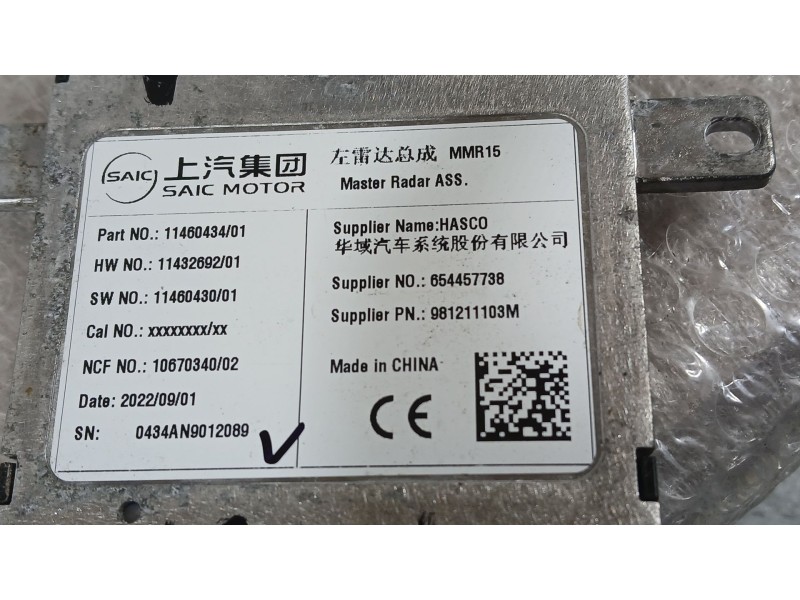 SAIC
上汽集团
SAIC MOTOR
Part NO.: 11460434/01
HW NO.: 11432692/01
SW NO.: 11460430/01
Cal NO.: xxxxxxxx/xx
NCF NO.: 10670340/02
Date: 2022/09/01
SN: 0434AN9012089
左雷达总成 MMR15
Master Radar ASS.
Supplier Name:HASCO
华域汽车系统股份有限公司
Supplier NO.: 654457738
Supplier PN.: 981211103M
Made in CHINA
CE